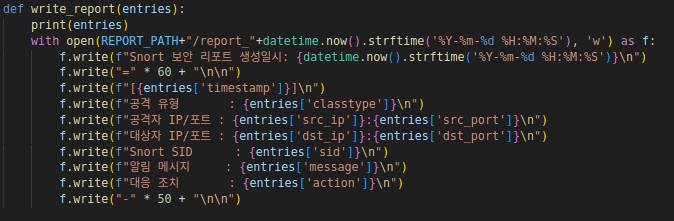 def write_report(entries):
    print(entries)
    with open(REPORT_PATH+"/report_"+datetime.now().strftime('%Y-%m-%d %H:%M:%S'), 'w') as f:
        f.write(f"Snort 보안 리포트 생성일시: {datetime.now().strftime('%Y-%m-%d %H:%M:%S')}\n")
        f.write("=" * 60 + "\n\n")
        f.write(f"[{entries['timestamp']}]\n")
        f.write(f"공격 유형       : {entries['classtype']}\n")
        f.write(f"공격자 IP/포트 : {entries['src_ip']}:{entries['src_port']}\n")
        f.write(f"대상자 IP/포트 : {entries['dst_ip']}:{entries['dst_port']}\n")
        f.write(f"Snort SID      : {entries['sid']}\n")
        f.write(f"알림 메시지     : {entries['message']}\n")
        f.write(f"대응 조치       : {entries['action']}\n")
        f.write("-" * 50 + "\n\n")